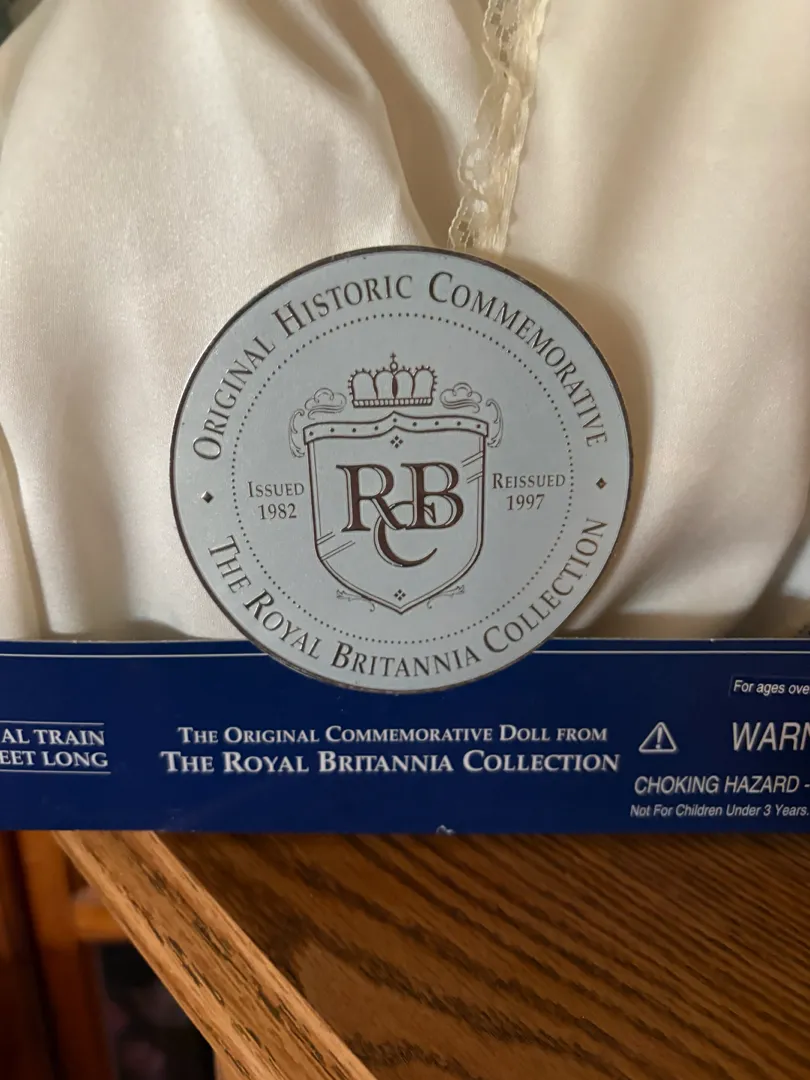 ORIGINAL HISTORIC COMMEMORATIVE
ISSUED
1982
RCB
REISSUED
1997
THE ROYAL BRITANNIA COLLECTION
AL TRAIN
EET LONG
THE ORIGINAL COMMEMORATIVE DOLL FROM
THE ROYAL BRITANNIA COLLECTION
For ages ove
WARN
CHOKING HAZARD -
Not For Children Under 3 Years.